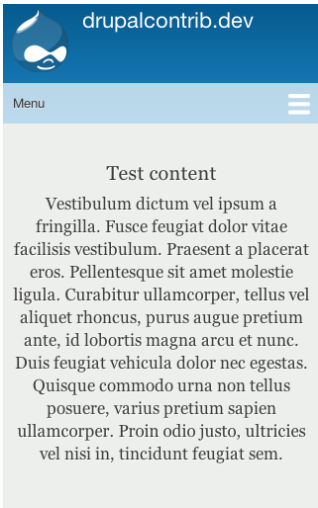 drupalcontrib.dev
Menu
Test content
Vestibulum dictum vel ipsum a
fringilla. Fusce feugiat dolor vitae
facilisis vestibulum. Praesent a placerat
eros. Pellentesque sit amet molestie
ligula. Curabitur ullamcorper, tellus vel
aliquet rhoncus, purus augue pretium
ante, id lobortis magna arcu et nunc.
Duis feugiat vehicula dolor nec egestas.
Quisque commodo urna non tellus
posuere, varius pretium sapien
ullamcorper. Proin odio justo, ultricies
vel nisi in, tincidunt feugiat sem.